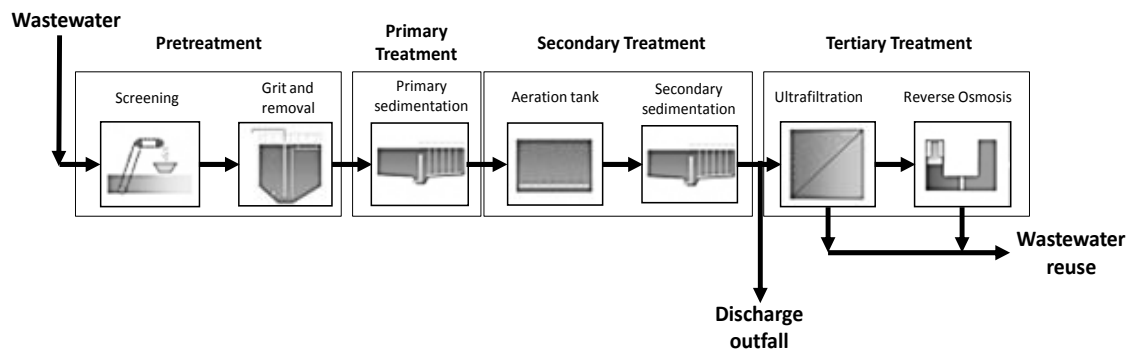 Wastewater
Pretreatment
Primary
Treatment
Secondary Treatment
Tertiary Treatment
Screening
Grit and
removal
Primary
sedimentation
Aeration tank
Secondary
sedimentation
Ultrafiltration
Reverse Osmosis
Wastewater
reuse
Discharge
outfall